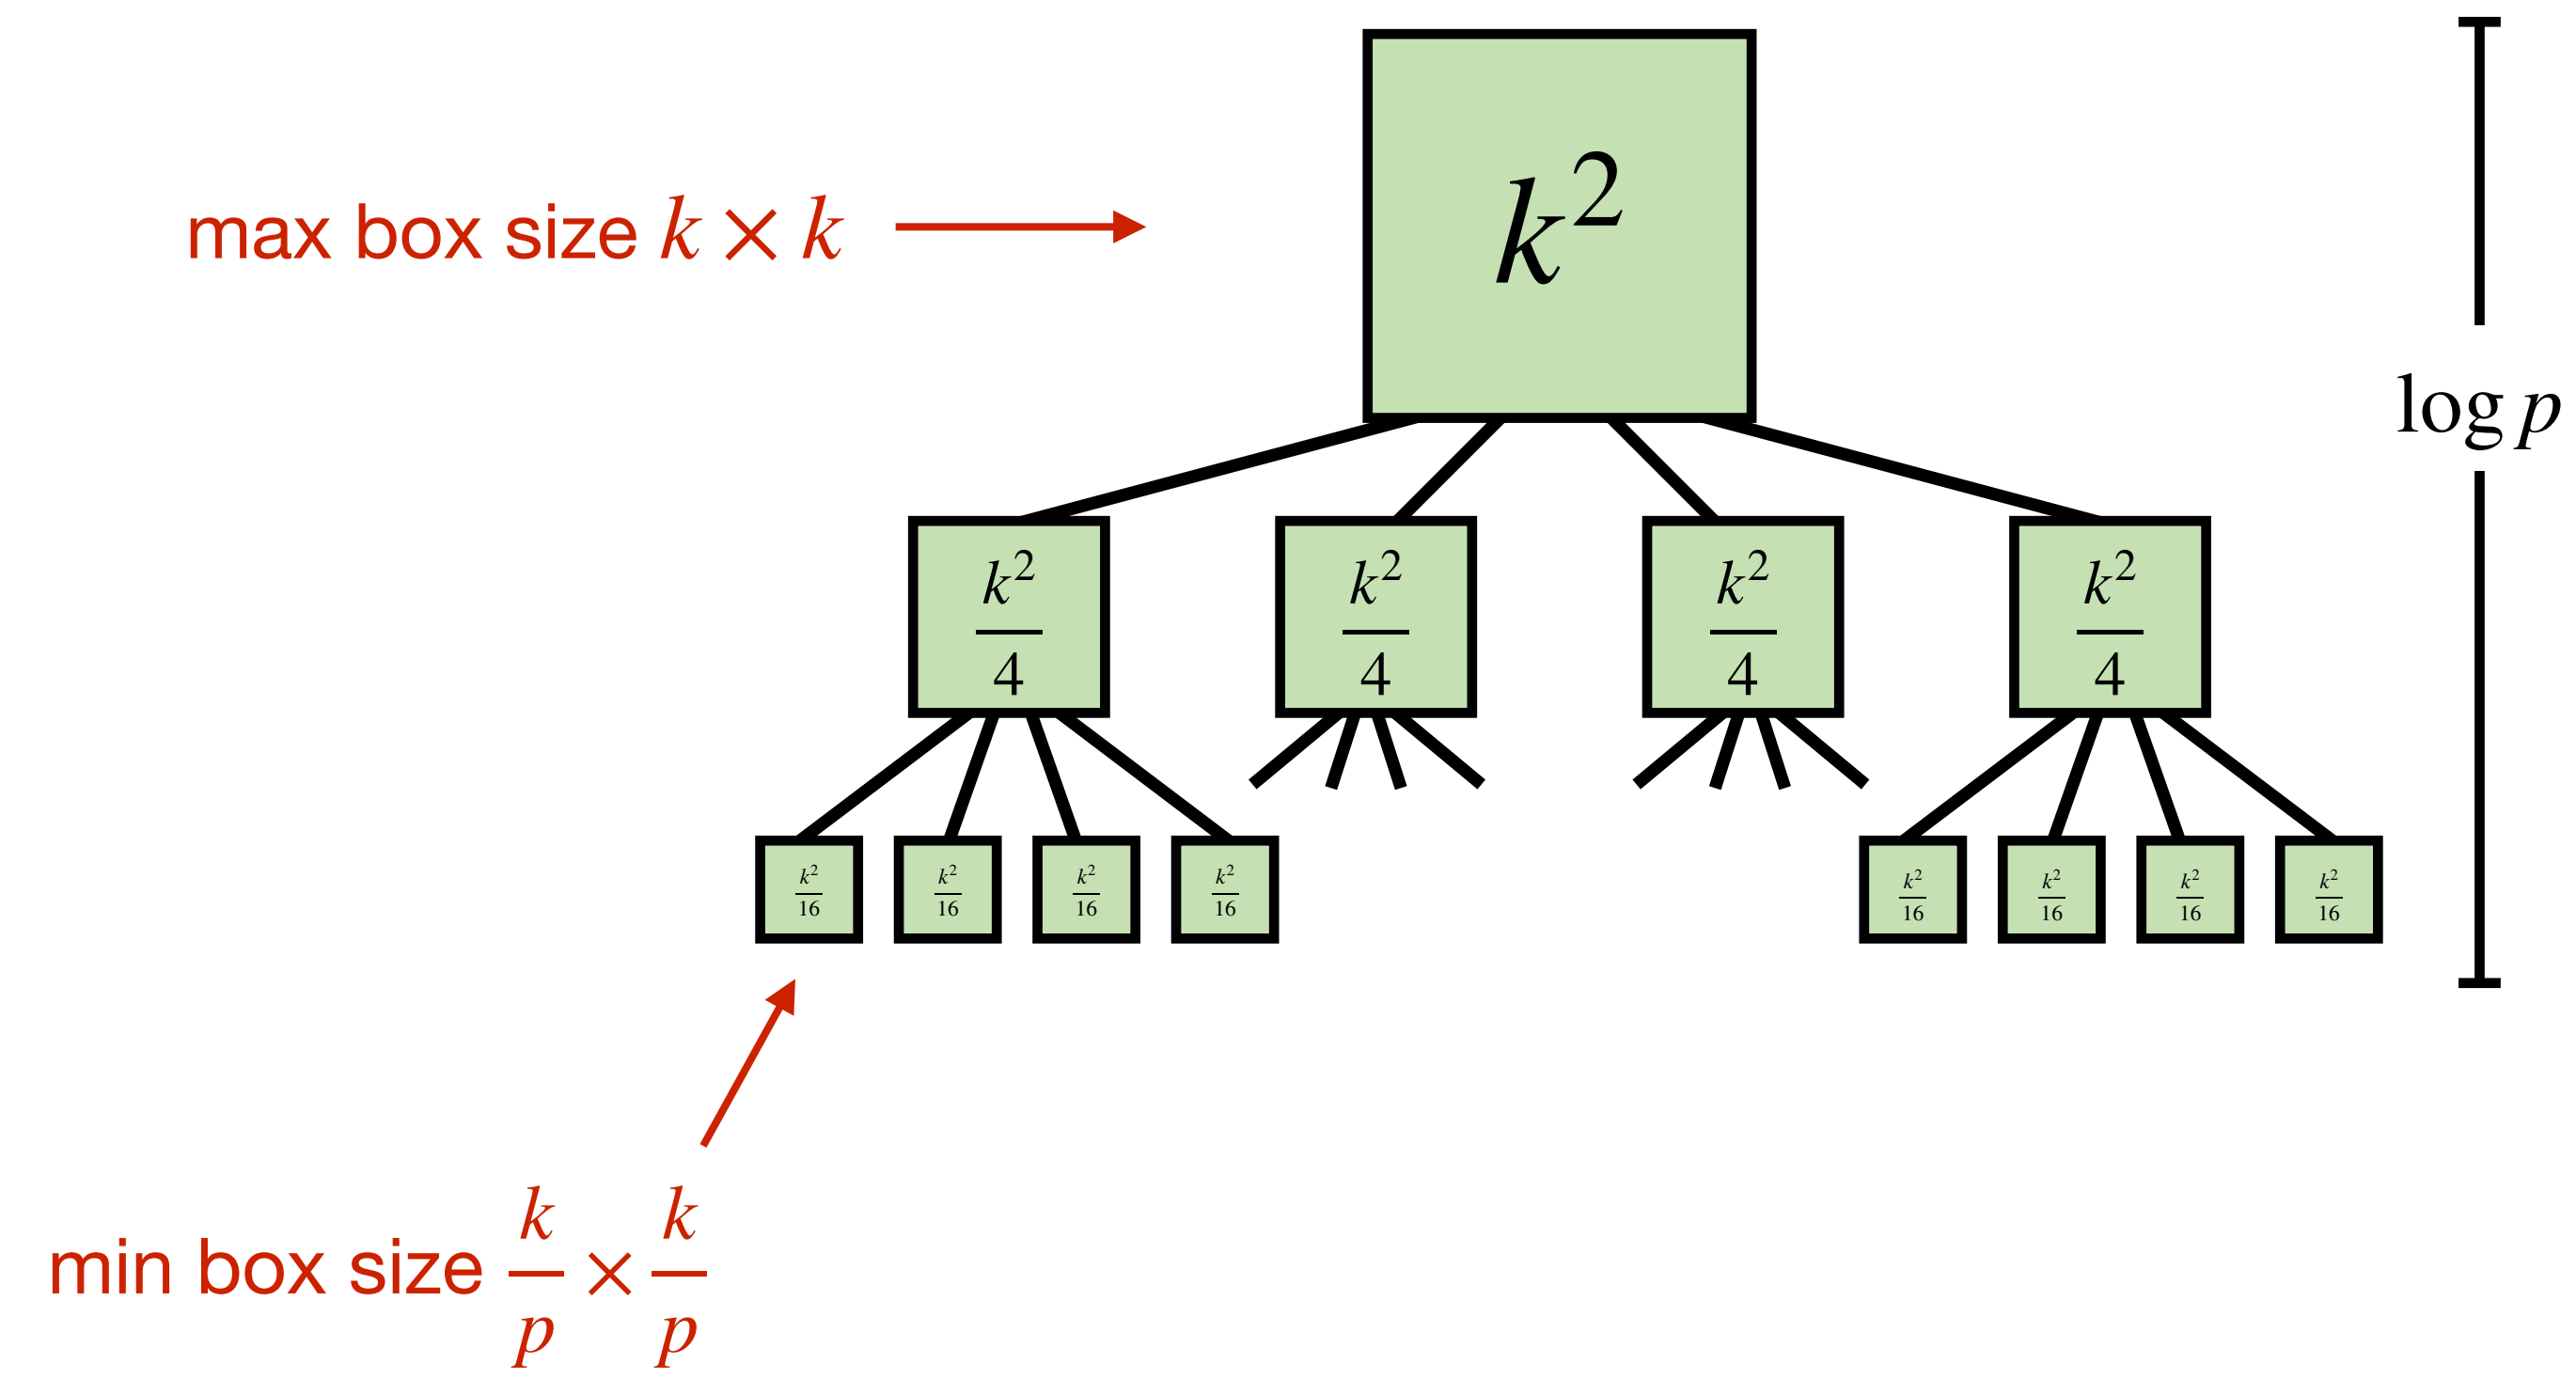 k²
max box size k × k
log p
k²/4 k²/4 k²/4 k²/4
k²/16 k²/16 k²/16 k²/16 k²/16 k²/16 k²/16 k²/16
min box size k/p × k/p